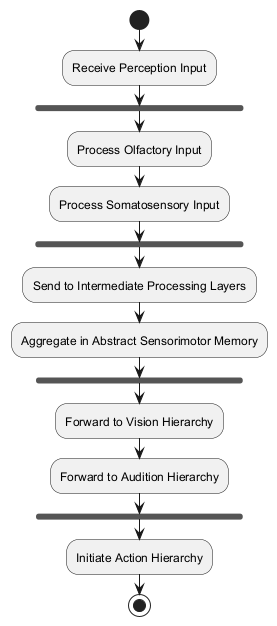 Receive Perception Input
Process Olfactory Input
Process Somatosensory Input
Send to Intermediate Processing Layers
Aggregate in Abstract Sensorimotor Memory
Forward to Vision Hierarchy
Forward to Audition Hierarchy
Initiate Action Hierarchy